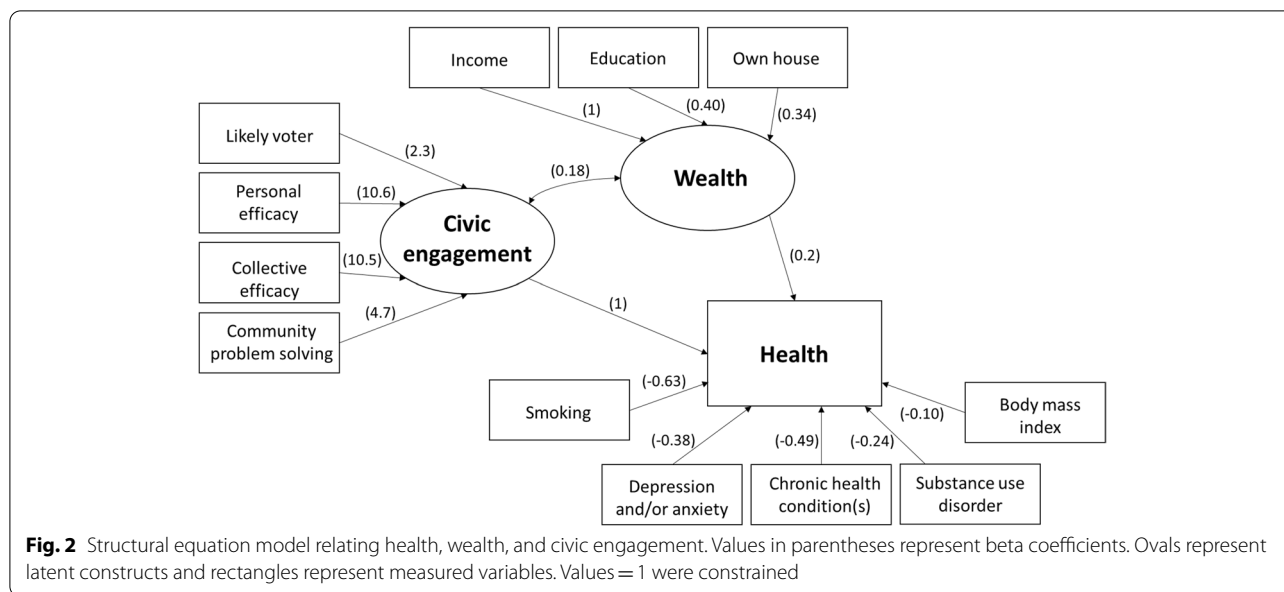 Income
Education
Own house
(1)
(0.40)
(0.34)
Likely voter
(2.3)
Personal
efficacy
(10.6)
Collective
efficacy
(10.5)
Community
problem solving
(4.7)
Civic
engagement
(0.18)
Wealth
(0.2)
(1)
Health
Smoking
(-0.63)
Depression
and/or anxiety
(-0.38)
Chronic health
condition(s)
(-0.49)
Substance use
disorder
(-0.24)
Body mass
index
(-0.10)
Fig. 2 Structural equation model relating health, wealth, and civic engagement. Values in parentheses represent beta coefficients. Ovals represent
latent constructs and rectangles represent measured variables. Values = 1 were constrained